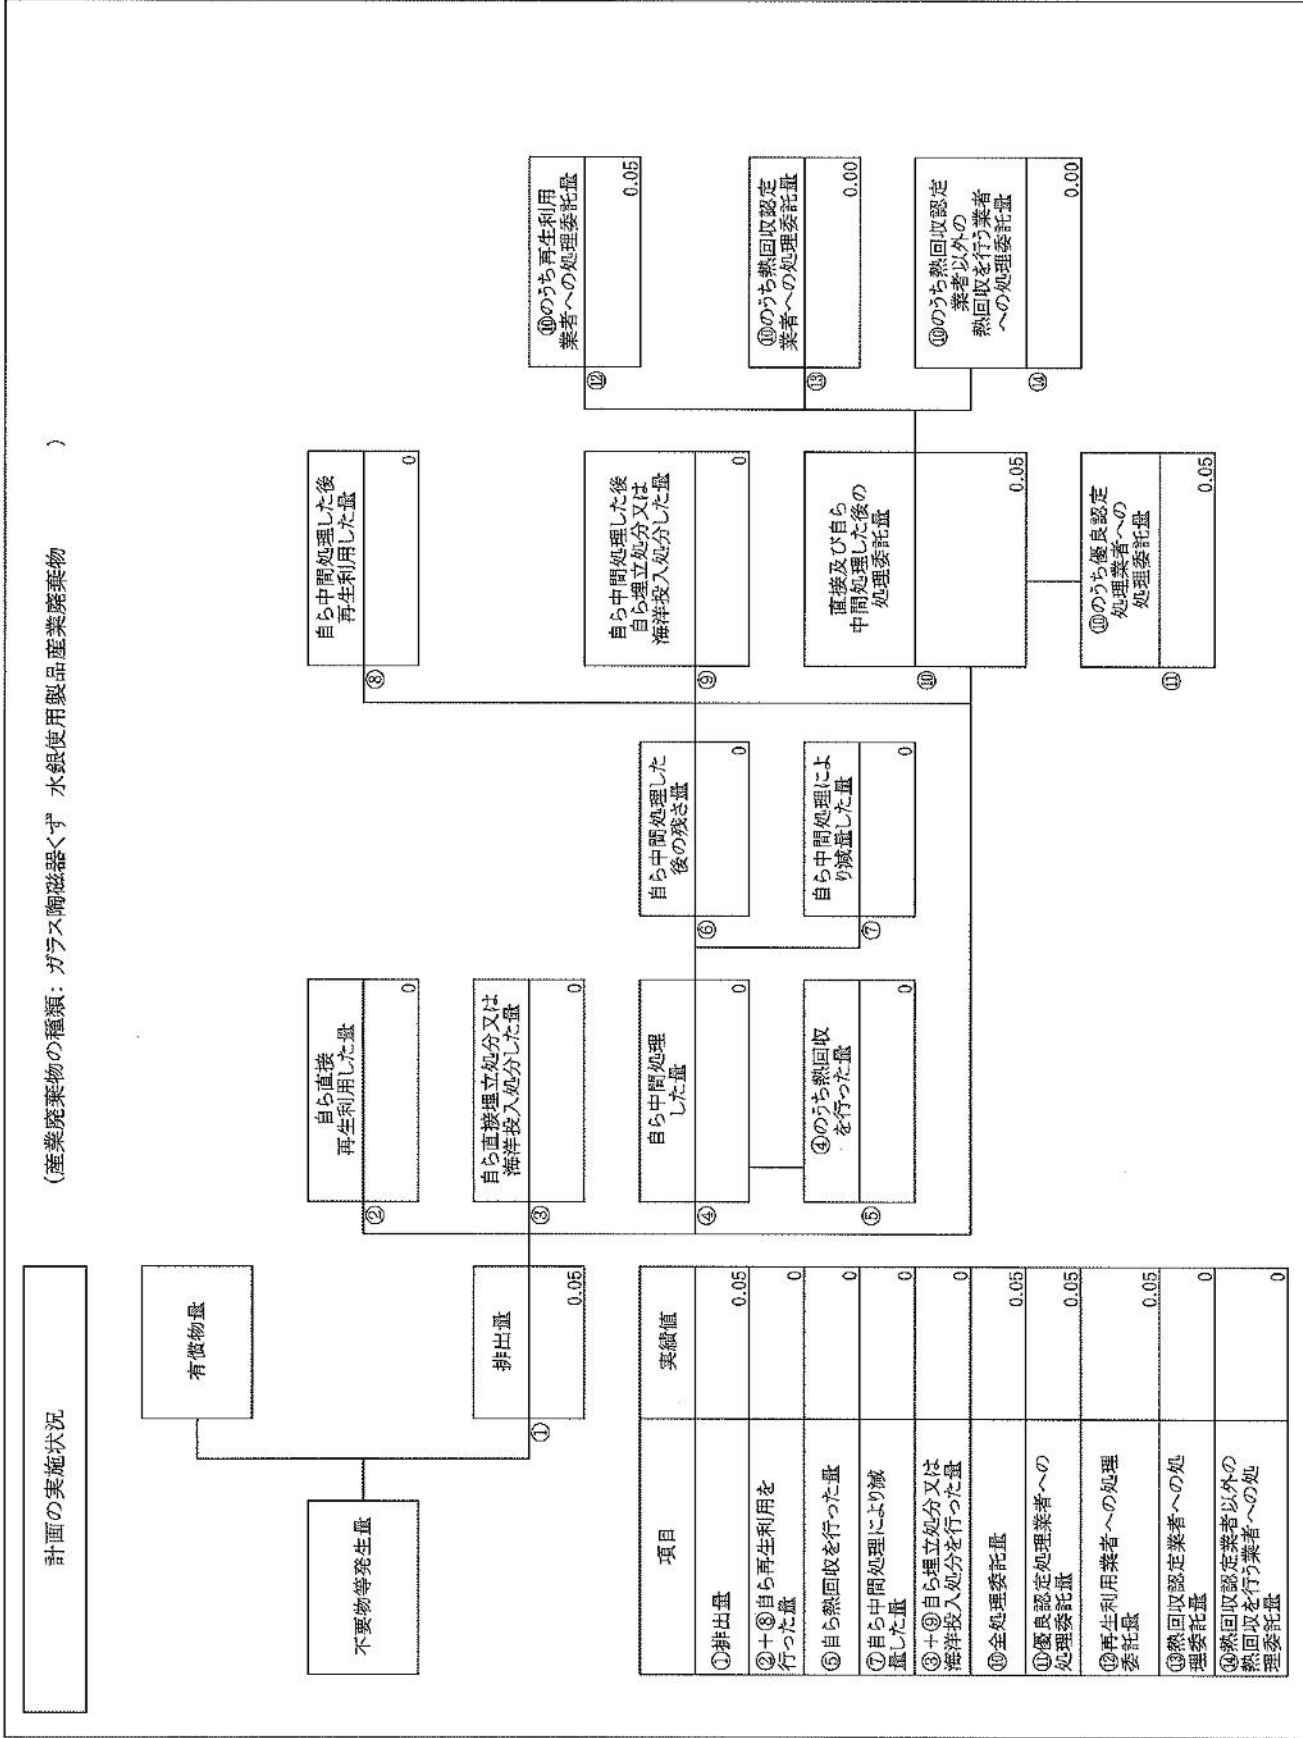 計画の実施状況
(産業廃棄物の種類: ガラス陶磁器くず 水銀使用製品産業廃棄物 )
不要物等発生量
有償物量
①
排出量
0.05
②
自ら直接
再生利用した量
0
③
自ら直接埋立処分又は
海洋投入処分した量
0
④
自ら中間処理
した量
0
⑤
④のうち熱回収
を行った量
0
⑥
自ら中間処理した
後の残さ量
0
⑦
自ら中間処理によ
り減量した量
0
⑧
自ら中間処理した後
再生利用した量
0
⑨
自ら中間処理した後
自ら埋立処分又は
海洋投入処分した量
0
⑩
直接及び自ら
中間処理した後の
処理委託量
0.05
⑪
⑩のうち優良認定
処理業者への
処理委託量
0.05
⑫
⑩のうち再生利用
業者への処理委託量
0.05
⑬
⑩のうち熱回収認定
業者への処理委託量
0.00
⑭
⑩のうち熱回収認定
業者以外の
熱回収を行う業者
への処理委託量
0.00
項目 実績値
①排出量 0.05
②+⑧自ら再生利用を
行った量 0
⑤自ら熱回収を行った量 0
⑦自ら中間処理により減
量した量 0
③+⑨自ら埋立処分又は
海洋投入処分を行った量 0
⑩全処理委託量 0.05
⑪優良認定処理業者への
処理委託量 0.05
⑫再生利用業者への処理
委託量 0.05
⑬熱回収認定業者への処
理委託量 0
⑭熱回収認定業者以外の
熱回収を行う業者への処
理委託量 0